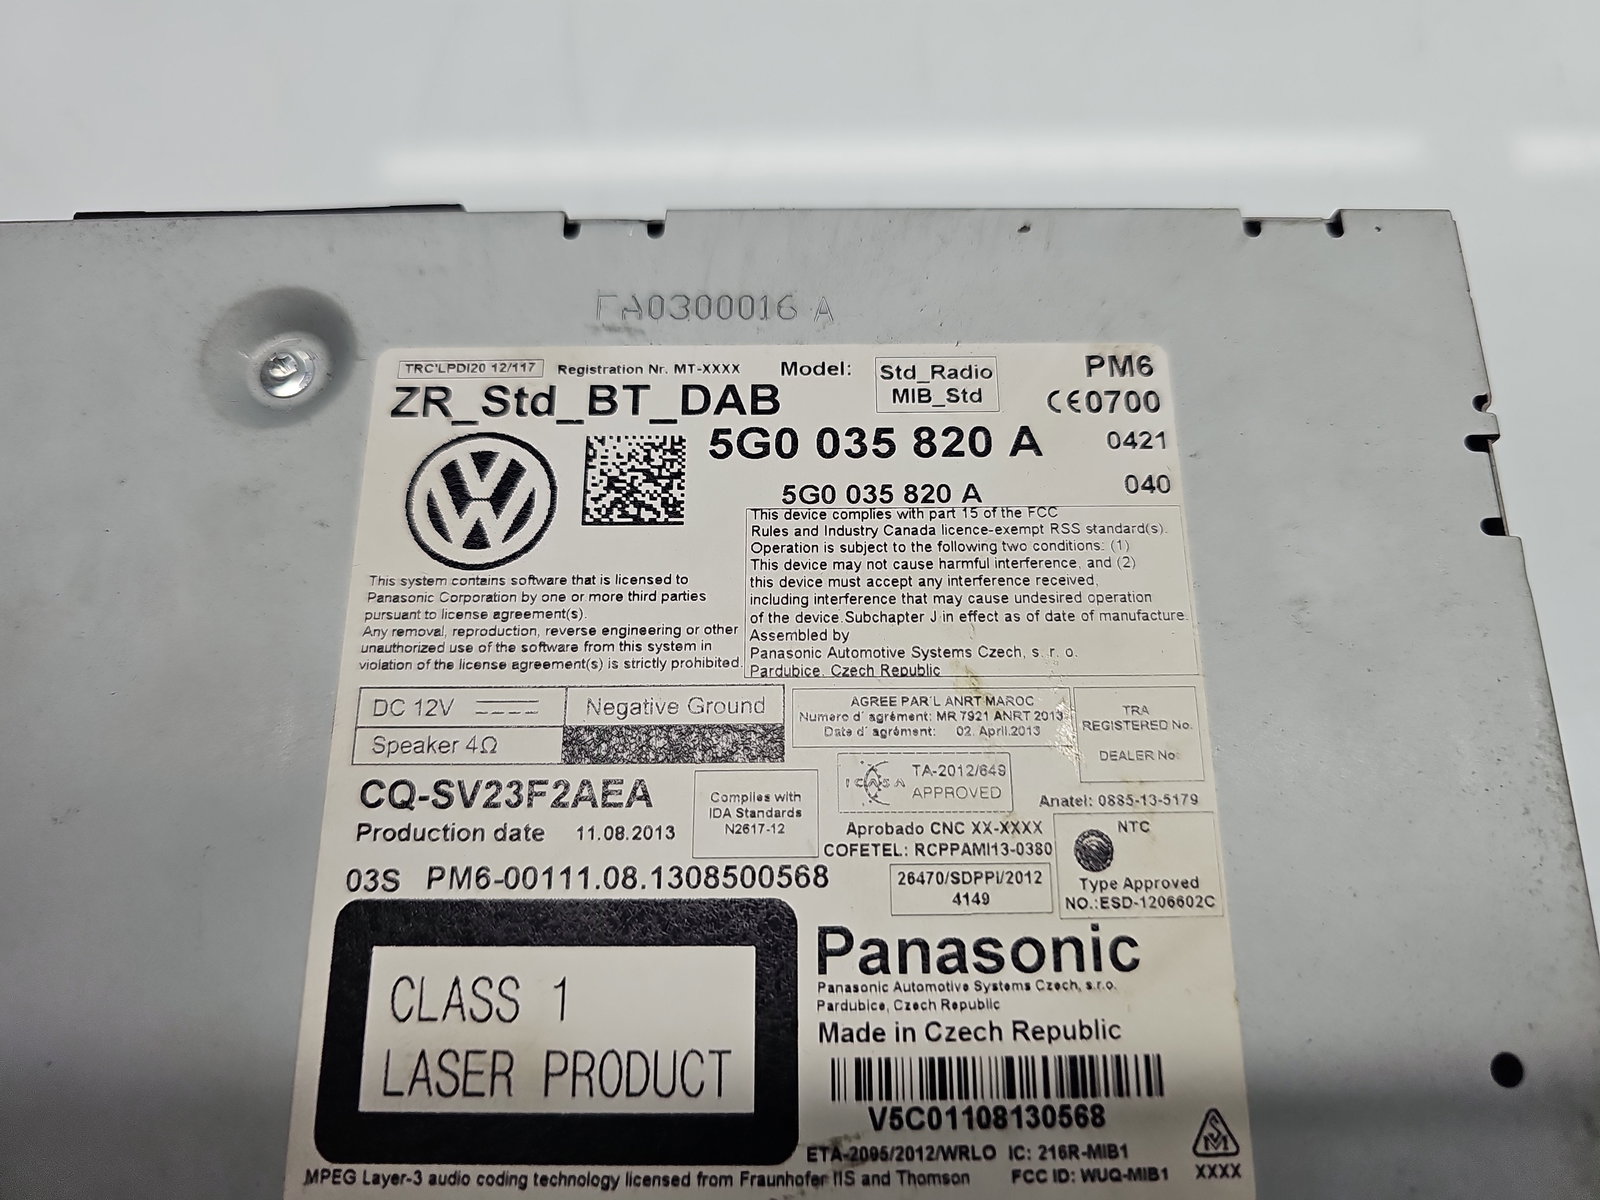 FA0300016 A
TRC'LPDI20 12/117 Registration Nr. MT-XXXX Model: Std_Radio MIB_Std PM6
ZR_Std_BT_DAB CE0700
5G0 035 820 A 0421
5G0 035 820 A 040
This device complies with part 15 of the FCC
Rules and Industry Canada licence-exempt RSS standard(s).
Operation is subject to the following two conditions: (1)
This device may not cause harmful interference, and (2)
this device must accept any interference received,
including interference that may cause undesired operation
of the device.Subchapter J in effect as of date of manufacture.
Assembled by
Panasonic Automotive Systems Czech, s. r. o.
Pardubice, Czech Republic
This system contains software that is licensed to
Panasonic Corporation by one or more third parties
pursuant to license agreement(s).
Any removal, reproduction, reverse engineering or other
unauthorized use of the software from this system in
violation of the license agreement(s) is strictly prohibited.
DC 12V Negative Ground
Speaker 4Ω
AGREE PAR'L ANRT MAROC
Numero d' agrément: MR 7921 ANRT 2013
Date d' agrément: 02. April.2013
TRA
REGISTERED No.
DEALER No:
CQ-SV23F2AEA
Production date 11.08.2013
Complies with
IDA Standards
N2617-12
ICASA TA-2012/649
APPROVED
Anatel: 0885-13-5179
Aprobado CNC XX-XXXX
COFETEL: RCPPAMI13-0380
NTC
Type Approved
NO.:ESD-1206602C
03S PM6-00111.08.1308500568
26470/SDPPI/2012
4149
CLASS 1
LASER PRODUCT
Panasonic
Panasonic Automotive Systems Czech, s.r.o.
Pardubice, Czech Republic
Made in Czech Republic
V5C01108130568
ETA-2095/2012/WRLO IC: 216R-MIB1
XXXX
MPEG Layer-3 audio coding technology licensed from Fraunhofer IIS and Thomson FCC ID: WUQ-MIB1